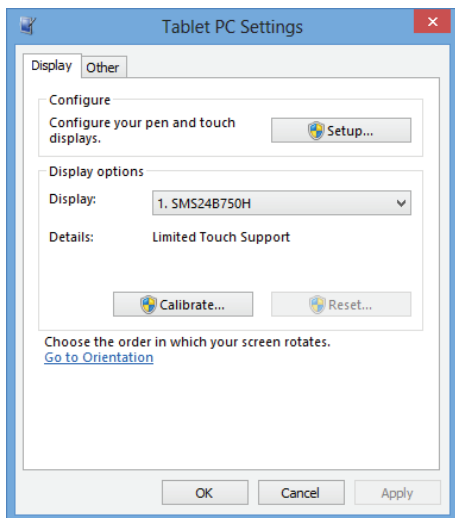 Tablet PC Settings
Display
Other
Configure
Configure your pen and touch
displays.
Setup...
Display options
Display:
1. SMS24B750H
Details:
Limited Touch Support
Calibrate...
Reset...
Choose the order in which your screen rotates.
Go to Orientation
OK
Cancel
Apply